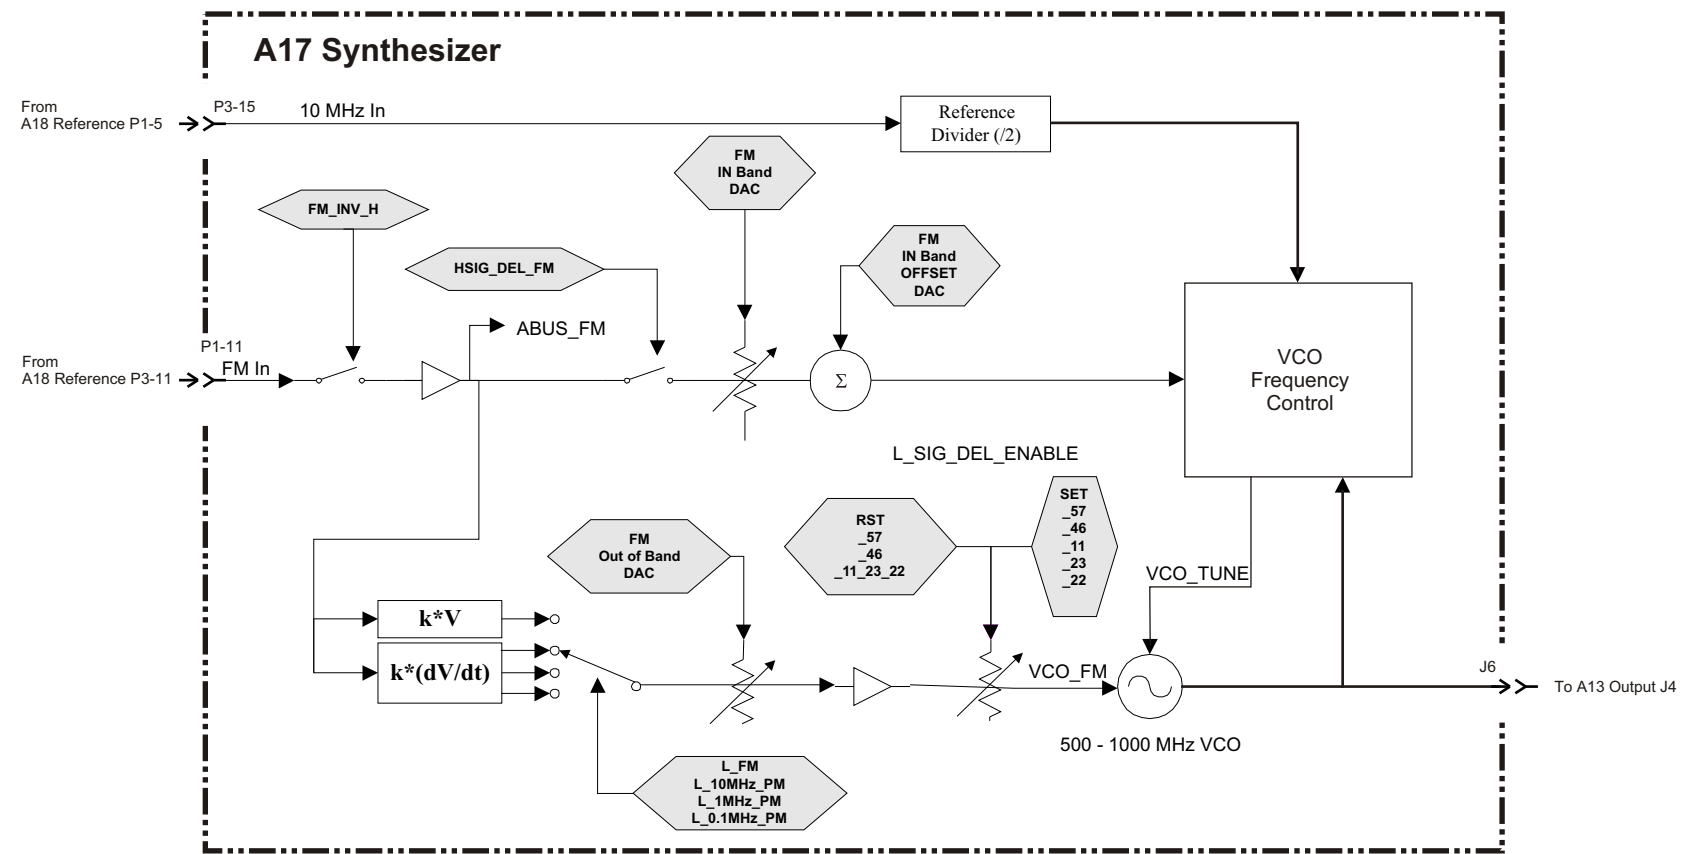 A17 Synthesizer
From
A18 Reference P1-5
P3-15
10 MHz In
Reference
Divider (/2)
FM
IN Band
DAC
FM_INV_H
HSIG_DEL_FM
FM
IN Band
OFFSET
DAC
ABUS_FM
From
A18 Reference P3-11
P1-11
FM In
Σ
VCO
Frequency
Control
L_SIG_DEL_ENABLE
RST
_57
_46
_11_23_22
SET
_57
_46
_11
_23
_22
FM
Out of Band
DAC
VCO_TUNE
k*V
k*(dV/dt)
VCO_FM
J6
To A13 Output J4
500 - 1000 MHz VCO
L_FM
L_10MHz_PM
L_1MHz_PM
L_0.1MHz_PM